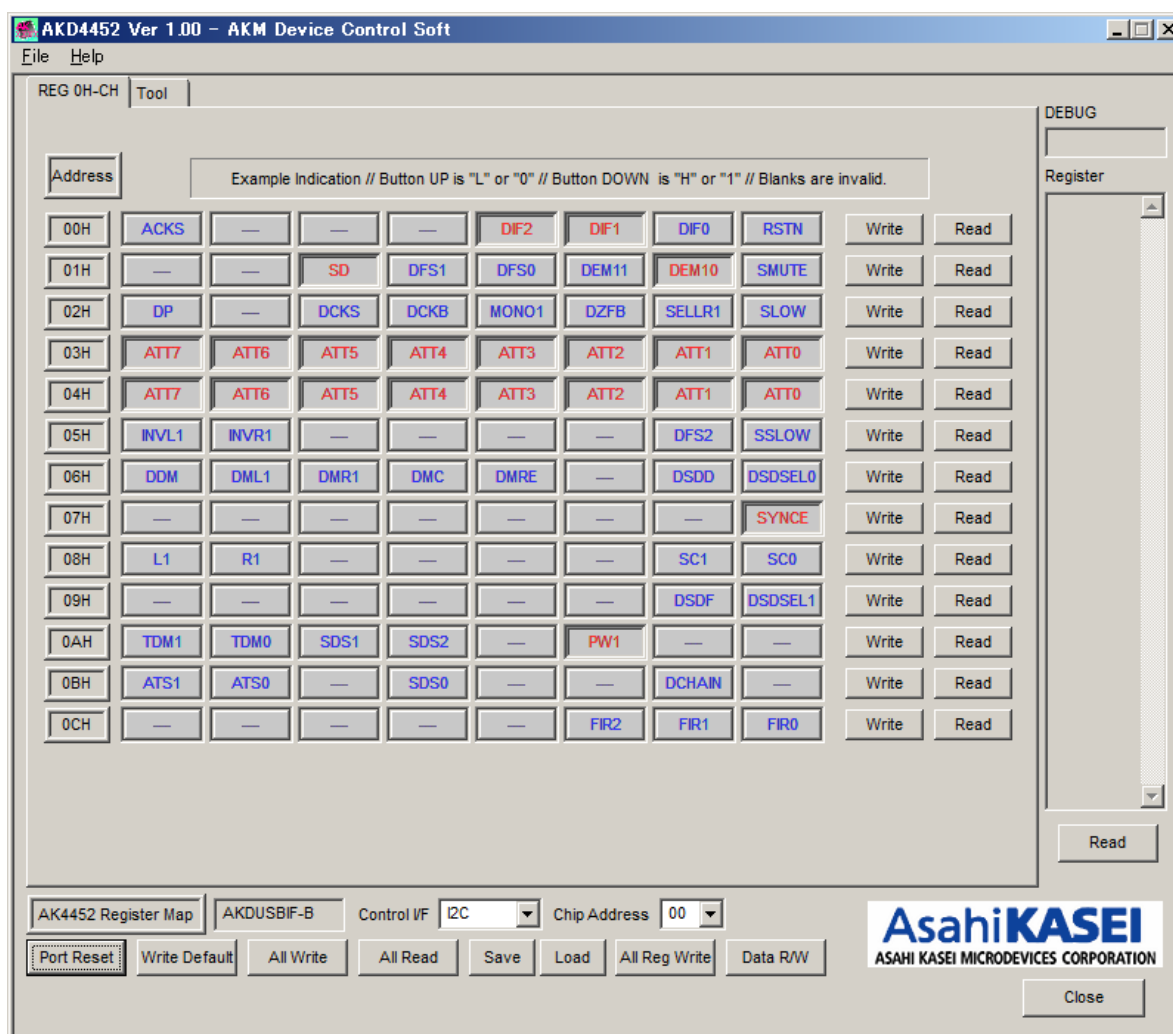 AKD4452 Ver 1.00 - AKM Device Control Soft
File Help
REG 0H-CH Tool
DEBUG
Address Example Indication // Button UP is "L" or "0" // Button DOWN is "H" or "1" // Blanks are invalid.
Register
00H ACKS — — — DIF2 DIF1 DIF0 RSTN Write Read
01H — — SD DFS1 DFS0 DEM11 DEM10 SMUTE Write Read
02H DP — DCKS DCKB MONO1 DZFB SELLR1 SLOW Write Read
03H ATT7 ATT6 ATT5 ATT4 ATT3 ATT2 ATT1 ATT0 Write Read
04H ATT7 ATT6 ATT5 ATT4 ATT3 ATT2 ATT1 ATT0 Write Read
05H INVL1 INVR1 — — — — DFS2 SSLOW Write Read
06H DDM DML1 DMR1 DMC DMRE — DSDD DSDSEL0 Write Read
07H — — — — — — — SYNCE Write Read
08H L1 R1 — — — — SC1 SC0 Write Read
09H — — — — — — DSDF DSDSEL1 Write Read
0AH TDM1 TDM0 SDS1 SDS2 — PW1 — — Write Read
0BH ATS1 ATS0 — SDS0 — — DCHAIN — Write Read
0CH — — — — — FIR2 FIR1 FIR0 Write Read
Read
AK4452 Register Map AKDUSBIF-B Control I/F I2C Chip Address 00
AsahiKASEI
ASAHI KASEI MICRODEVICES CORPORATION
Port Reset Write Default All Write All Read Save Load All Reg Write Data R/W
Close